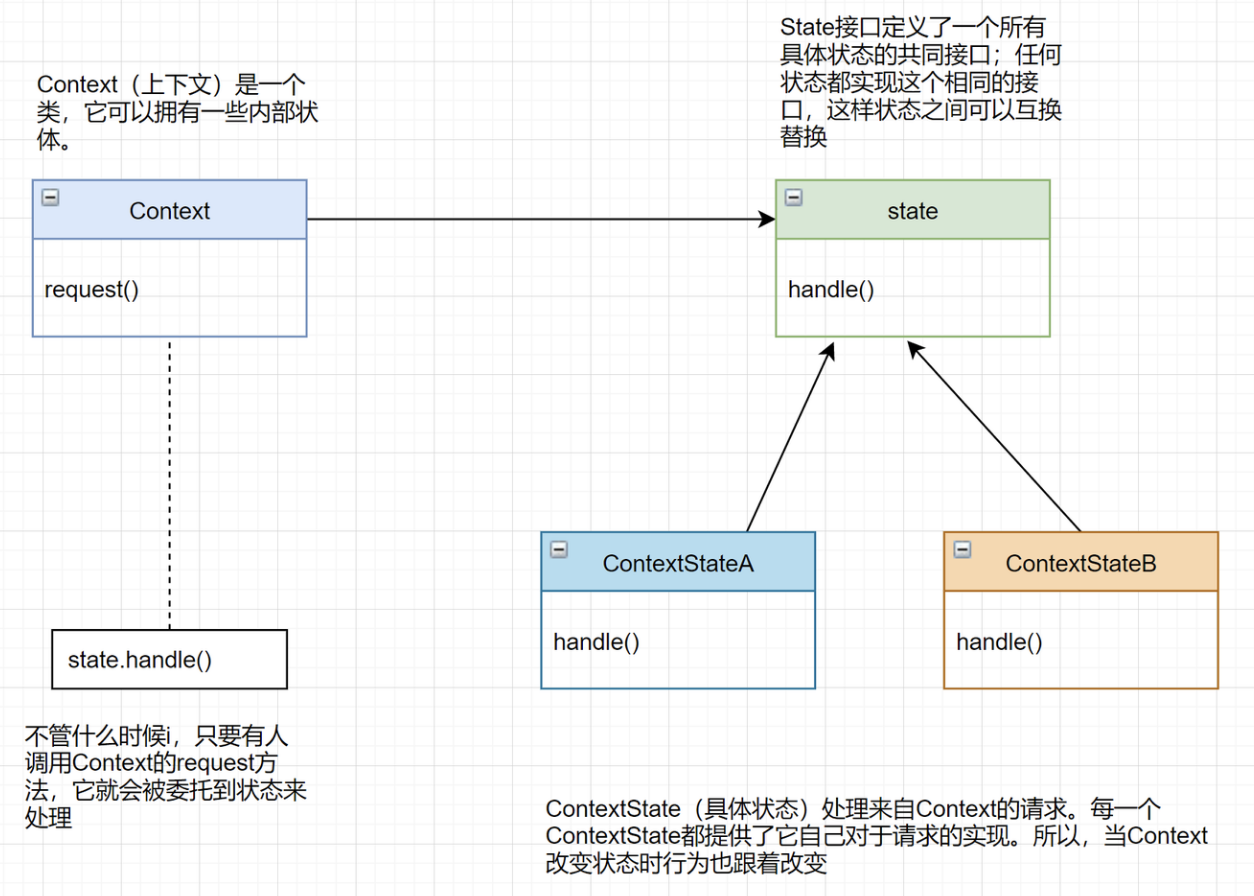 State接口定义了一个所有
具体状态的共同接口；任何
状态都实现这个相同的接
口，这样状态之间可以互换
替换
Context（上下文）是一个
类，它可以拥有一些内部状
体。
Context
request()
state
handle()
ContextStateA
handle()
ContextStateB
handle()
state.handle()
不管什么时候i，只要有人
调用Context的request方
法，它就会被委托到状态来
处理
ContextState（具体状态）处理来自Context的请求。每一个
ContextState都提供了它自己对于请求的实现。所以，当Context
改变状态时行为也跟着改变